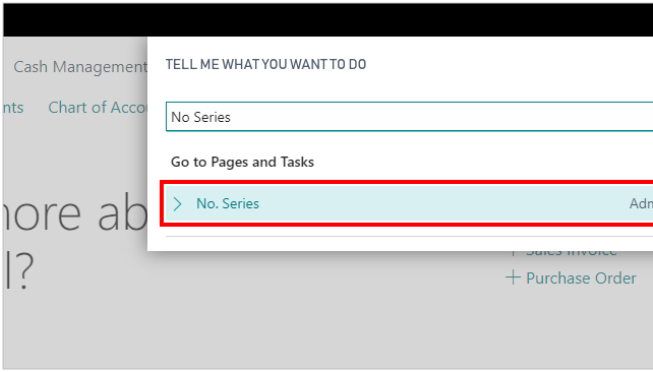 Cash Management
TELL ME WHAT YOU WANT TO DO
nts Chart of Acco
No Series
Go to Pages and Tasks
No. Series Adm
ore ab
l?
+ Sales Invoice
+ Purchase Order